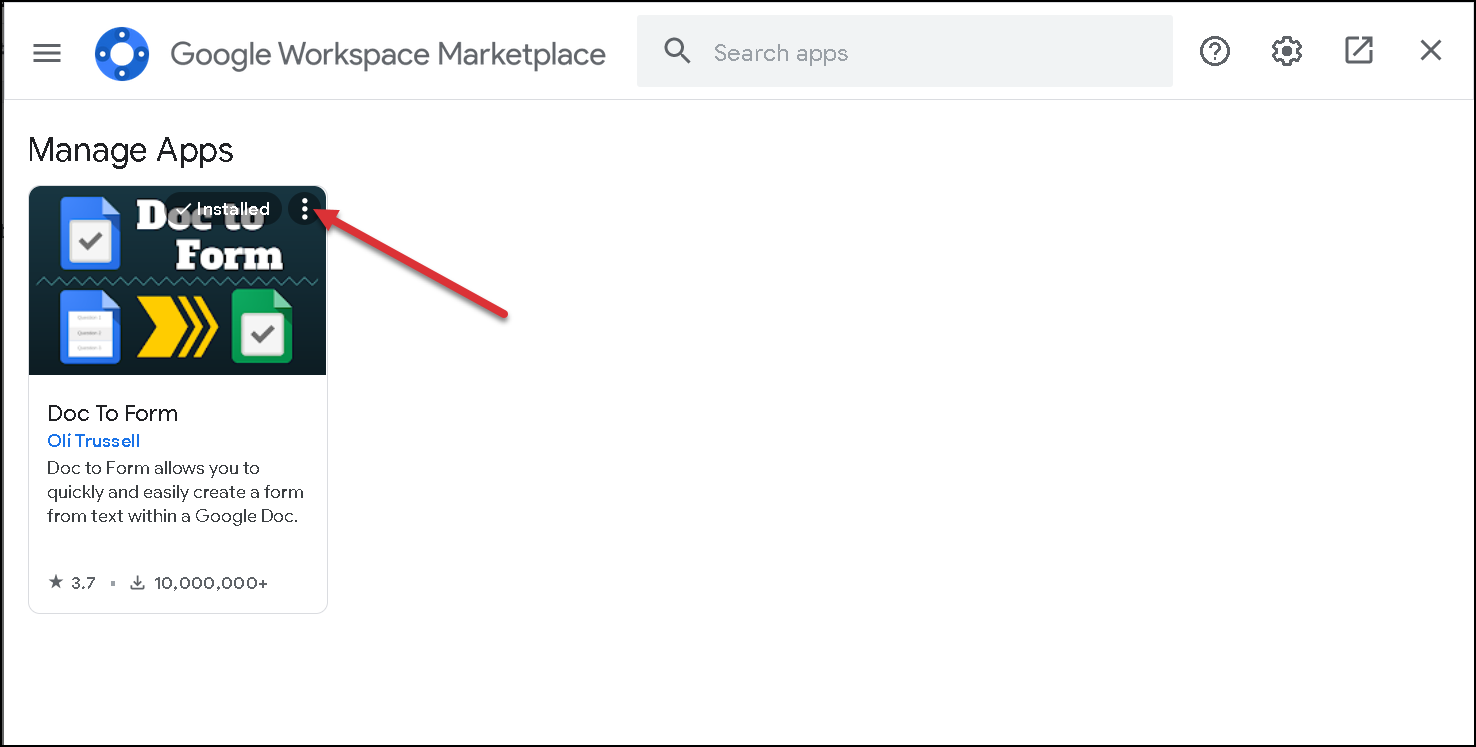 Google Workspace Marketplace
Search apps
Manage Apps
Installed
Doc to
Form
Question 1
Question 2
Question 3
Doc To Form
Oli Trussell
Doc to Form allows you to
quickly and easily create a form
from text within a Google Doc.
3.7
10,000,000+